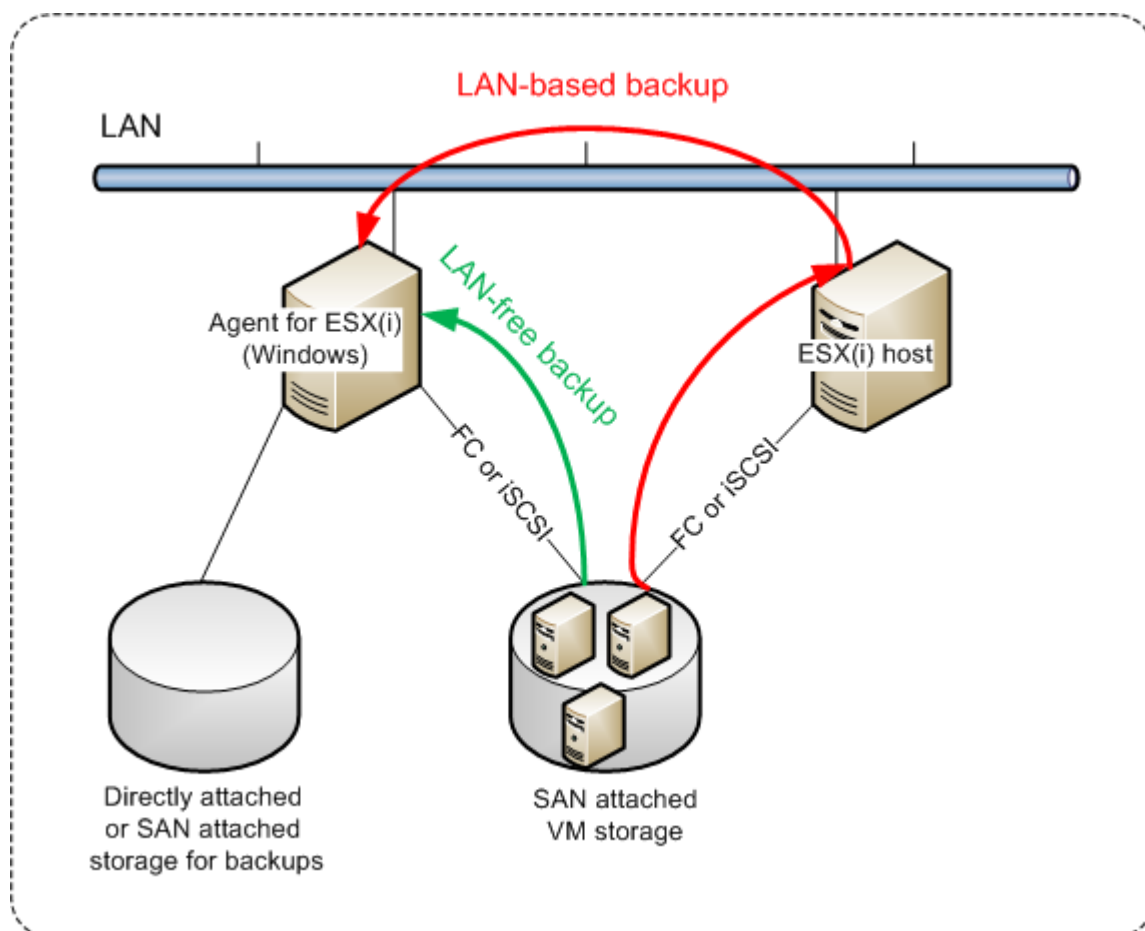 LAN-based backup
LAN
LAN-free backup
Agent for ESX(i)
(Windows)
ESX(i) host
FC or iSCSI
FC or iSCSI
Directly attached
or SAN attached
storage for backups
SAN attached
VM storage